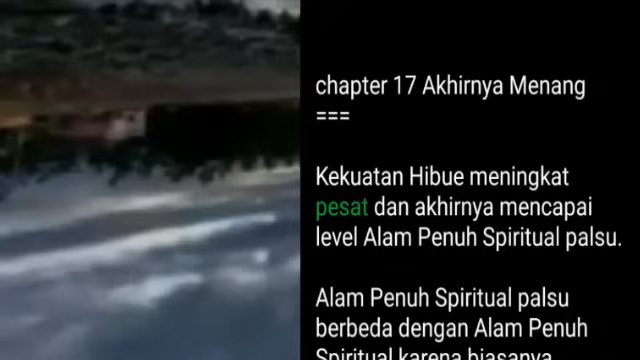 chapter 17 Akhirnya Menang
===
Kekuatan Hibue meningkat
pesat dan akhirnya mencapai
level Alam Penuh Spiritual palsu.
Alam Penuh Spiritual palsu
berbeda dengan Alam Penuh
Spiritual karena biasanya